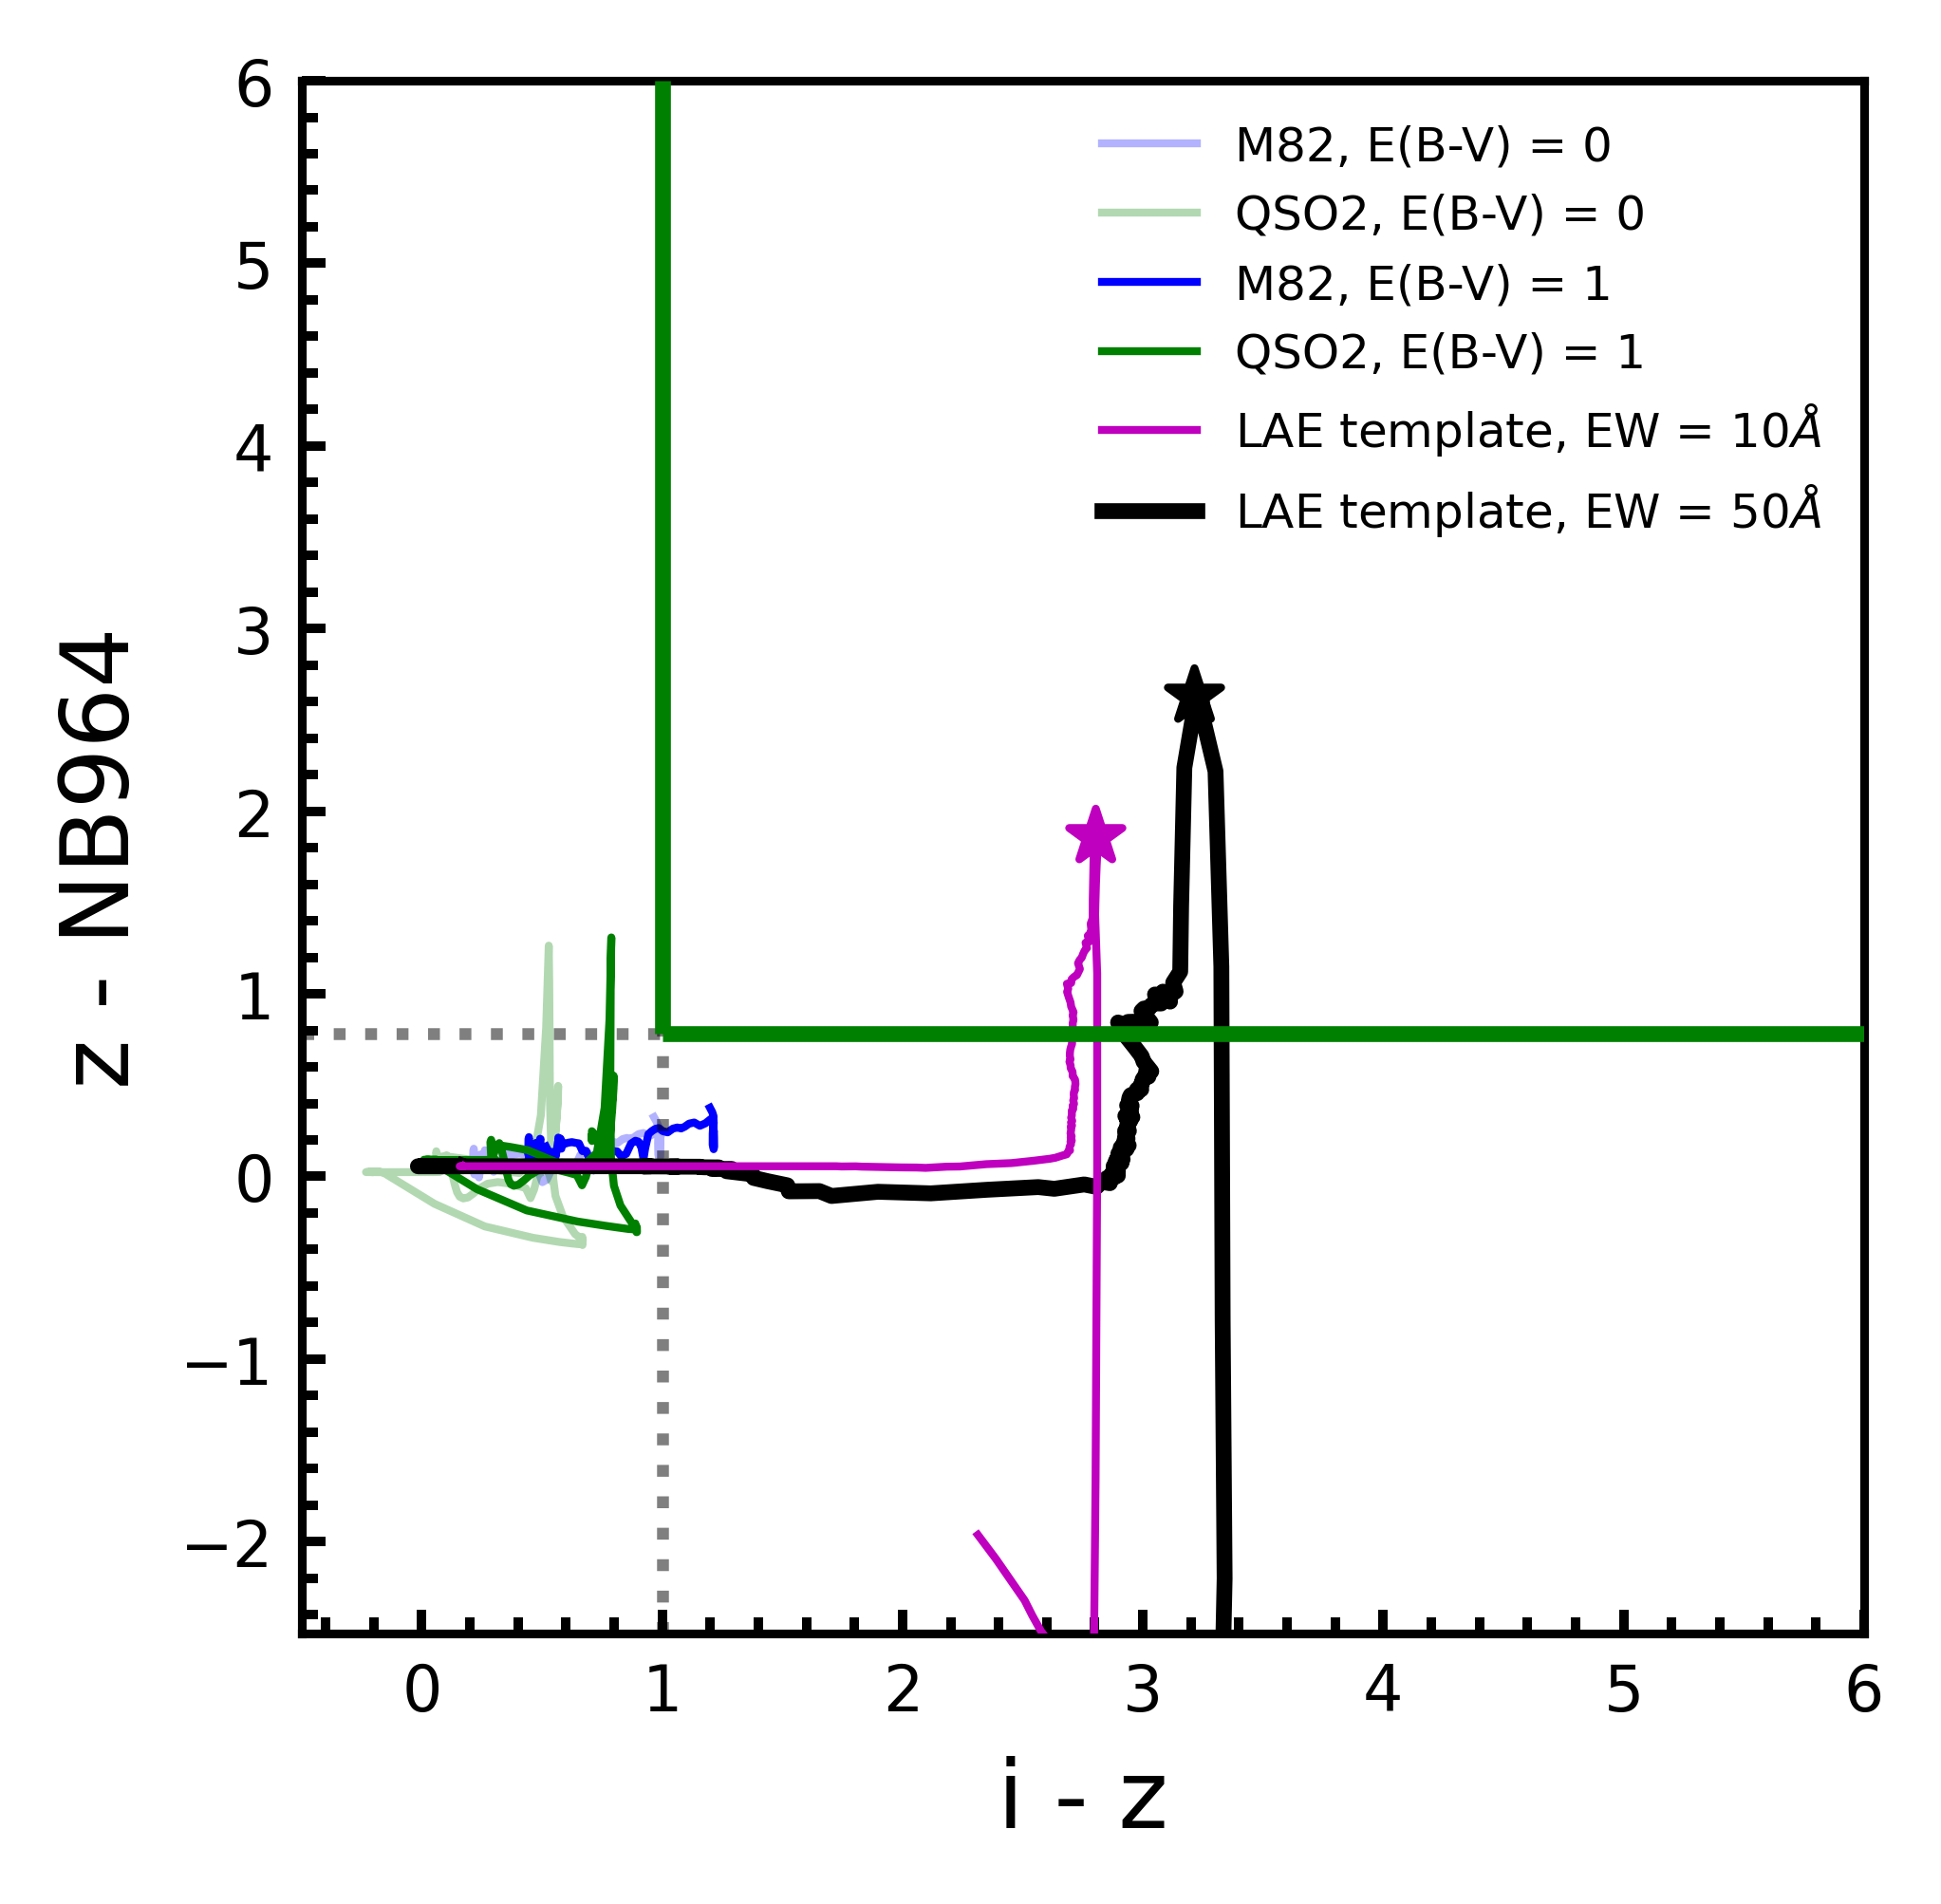 6
5
4
3
2
1
0
−1
−2
z - NB964
M82, E(B-V) = 0
QSO2, E(B-V) = 0
M82, E(B-V) = 1
QSO2, E(B-V) = 1
LAE template, EW = 10Å
LAE template, EW = 50Å
0 1 2 3 4 5 6
i - z